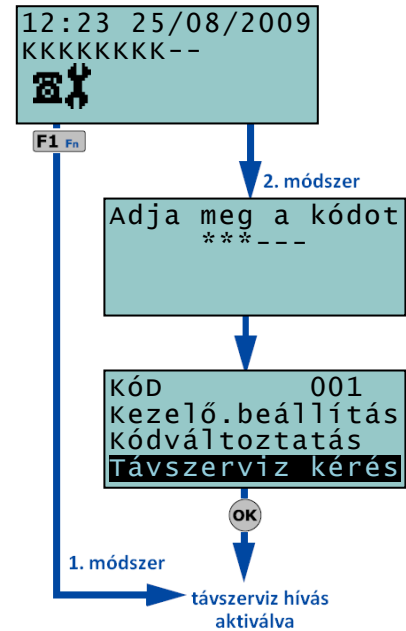 12:23 25/08/2009
KKKKKKKK--
F1 Fn
2. módszer
Adja meg a kódot
***---
KóD 001
Kezelő.beállítás
Kódváltoztatás
Távszerviz kérés
OK
1. módszer
távszerviz hívás
aktiválva